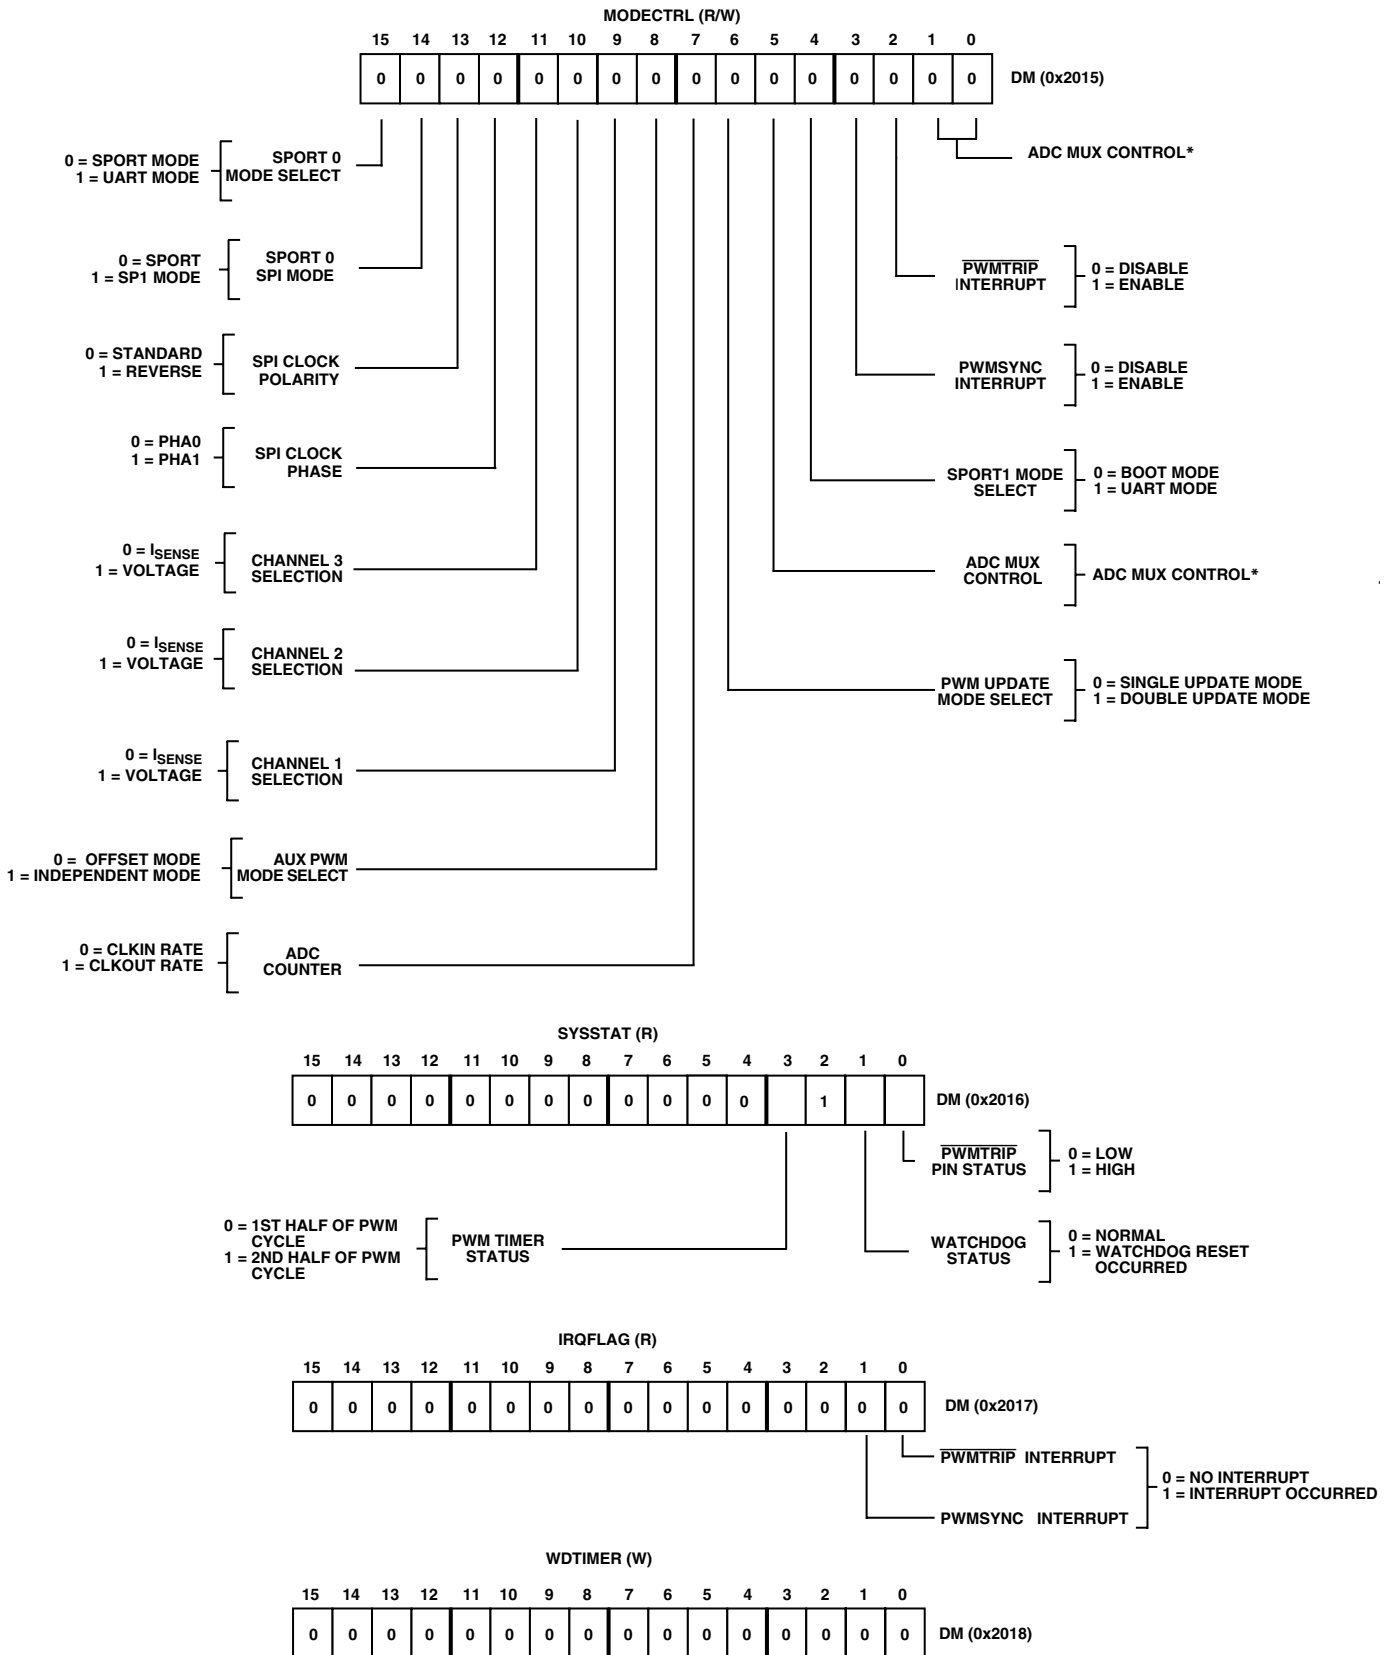 MODECTRL (R/W)
15 14 13 12 11 10 9 8 7 6 5 4 3 2 1 0
0 0 0 0 0 0 0 0 0 0 0 0 0 0 0 0 DM (0x2015)
ADC MUX CONTROL*
0 = SPORT MODE
1 = UART MODE
SPORT 0
MODE SELECT
0 = SPORT
1 = SP1 MODE
SPORT 0
SPI MODE
PWMTRIP
INTERRUPT
0 = DISABLE
1 = ENABLE
0 = STANDARD
1 = REVERSE
SPI CLOCK
POLARITY
PWMSYNC
INTERRUPT
0 = DISABLE
1 = ENABLE
0 = PHA0
1 = PHA1
SPI CLOCK
PHASE
SPORT1 MODE
SELECT
0 = BOOT MODE
1 = UART MODE
0 = ISENSE
1 = VOLTAGE
CHANNEL 3
SELECTION
ADC MUX
CONTROL
ADC MUX CONTROL*
0 = ISENSE
1 = VOLTAGE
CHANNEL 2
SELECTION
PWM UPDATE
MODE SELECT
0 = SINGLE UPDATE MODE
1 = DOUBLE UPDATE MODE
0 = ISENSE
1 = VOLTAGE
CHANNEL 1
SELECTION
0 = OFFSET MODE
1 = INDEPENDENT MODE
AUX PWM
MODE SELECT
0 = CLKIN RATE
1 = CLKOUT RATE
ADC
COUNTER
SYSSTAT (R)
15 14 13 12 11 10 9 8 7 6 5 4 3 2 1 0
0 0 0 0 0 0 0 0 0 0 0 0 1 DM (0x2016)
PWMTRIP
PIN STATUS
0 = LOW
1 = HIGH
0 = 1ST HALF OF PWM
CYCLE
1 = 2ND HALF OF PWM
CYCLE
PWM TIMER
STATUS
WATCHDOG
STATUS
0 = NORMAL
1 = WATCHDOG RESET
OCCURRED
IRQFLAG (R)
15 14 13 12 11 10 9 8 7 6 5 4 3 2 1 0
0 0 0 0 0 0 0 0 0 0 0 0 0 0 0 0 DM (0x2017)
PWMTRIP INTERRUPT
PWMSYNC INTERRUPT
0 = NO INTERRUPT
1 = INTERRUPT OCCURRED
WDTIMER (W)
15 14 13 12 11 10 9 8 7 6 5 4 3 2 1 0
0 0 0 0 0 0 0 0 0 0 0 0 0 0 0 0 DM (0x2018)